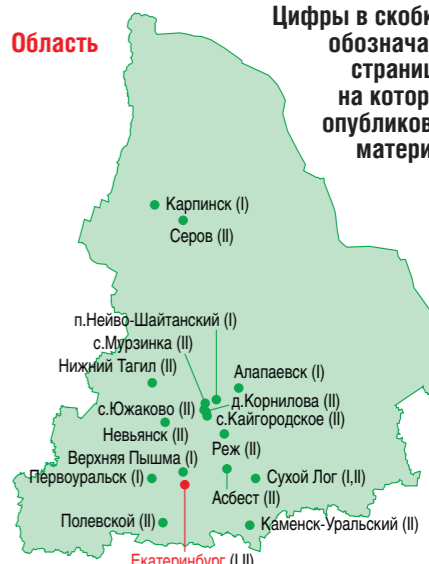 Область
Цифры в скобк
обознача
страниц
на котор
опубликов
матери
Карпинск (I)
Серов (II)
п.Нейво-Шайтанский (I)
с.Мурзинка (II)
Нижний Тагил (II)
Алапаевск (I)
с.Южаково (II)
д.Корнилова (II)
с.Кайгородское (II)
Невьянск (II)
Реж (II)
Верхняя Пышма (I)
Первоуральск (I)
Сухой Лог (I,II)
Асбест (II)
Полевской (II)
Каменск-Уральский (II)
Екатеринбург (I,II)